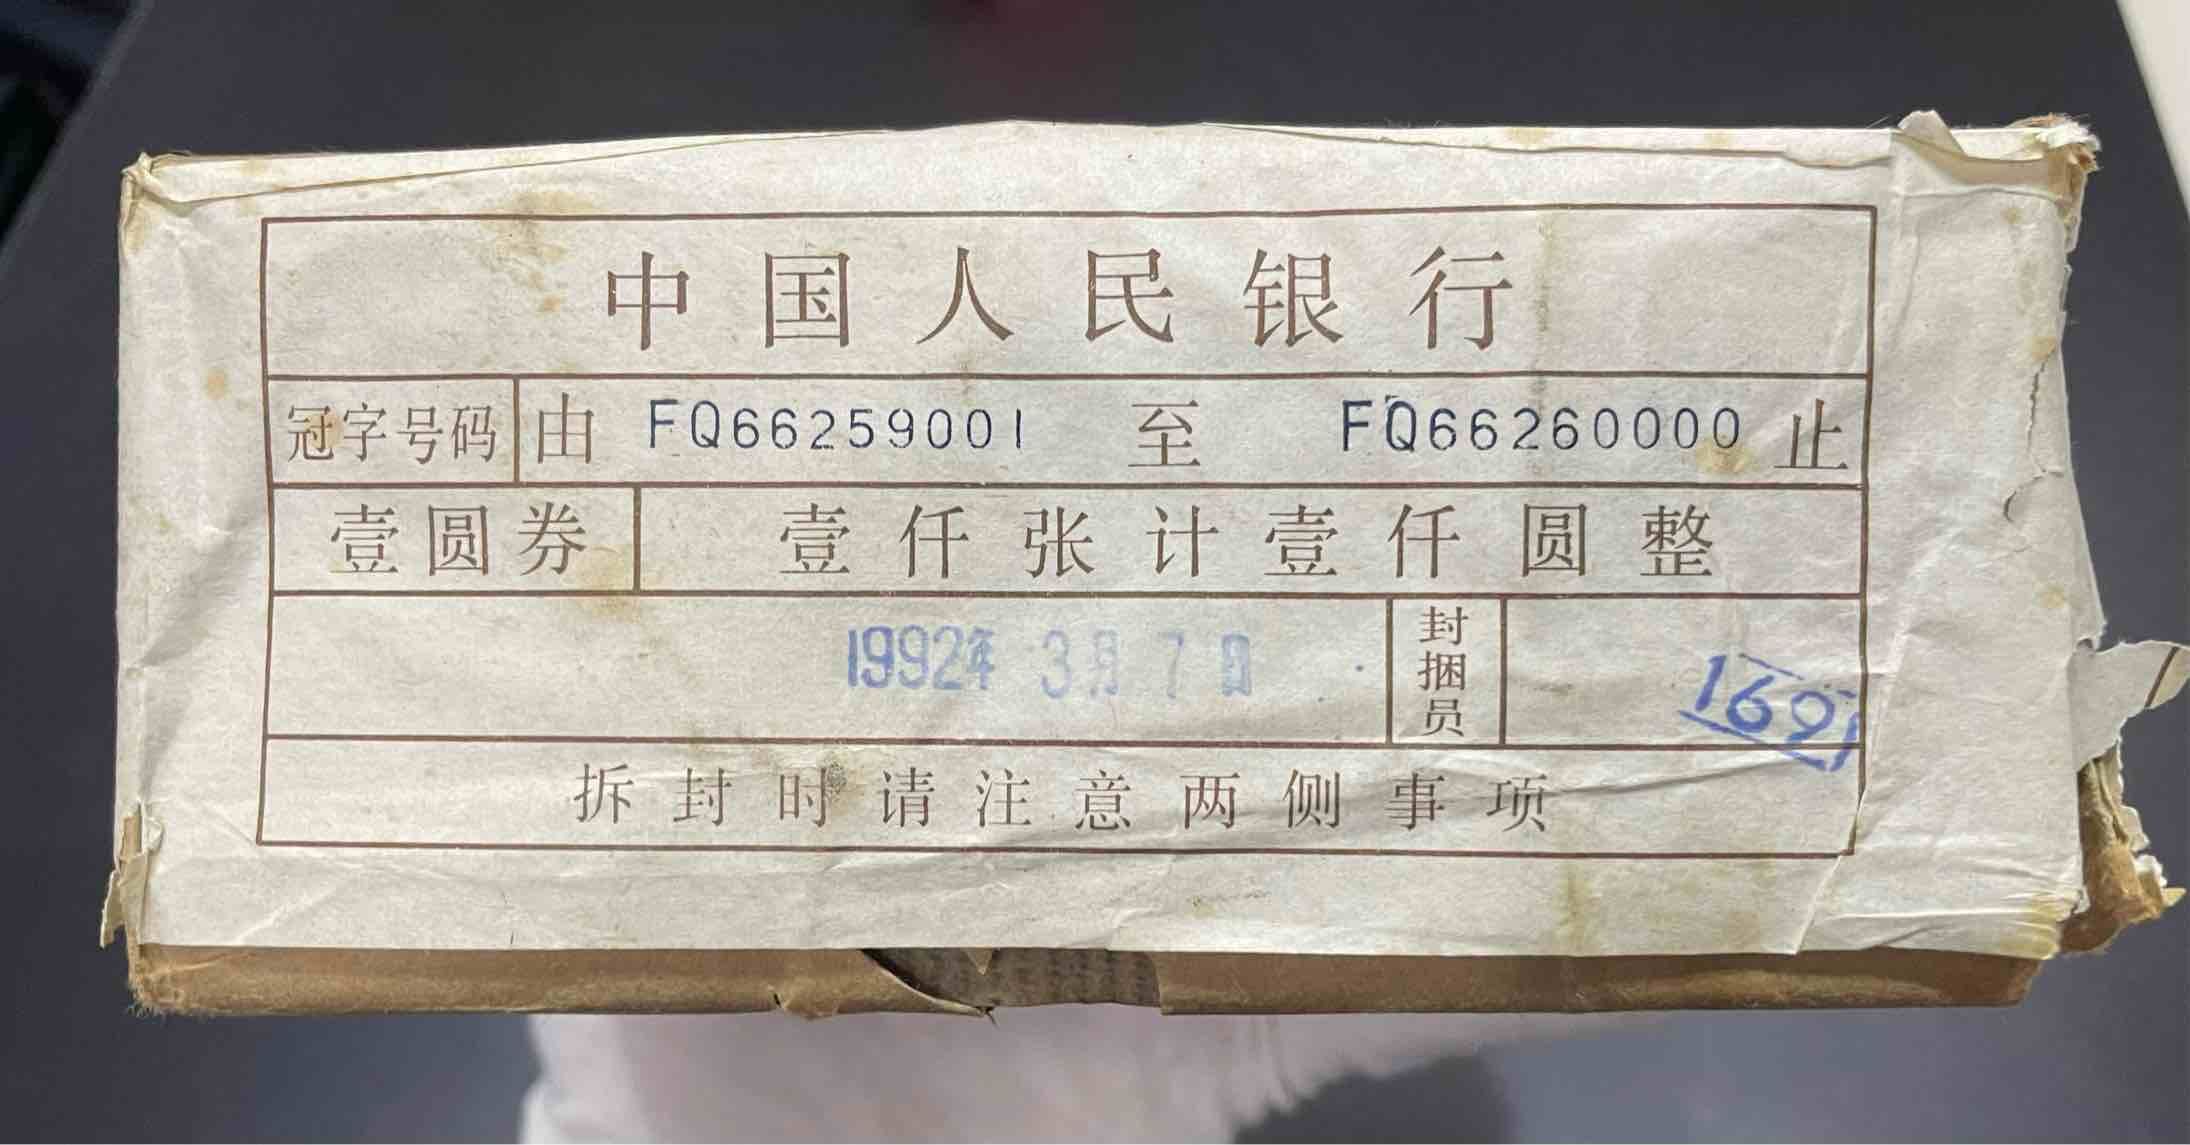 中国人民银行
冠字号码 由 FQ66259001 至 FQ66260000 止
壹圆券 壹仟张计壹仟圆整
1992年 3月 7日 封捆员 1691
拆封时请注意两侧事项